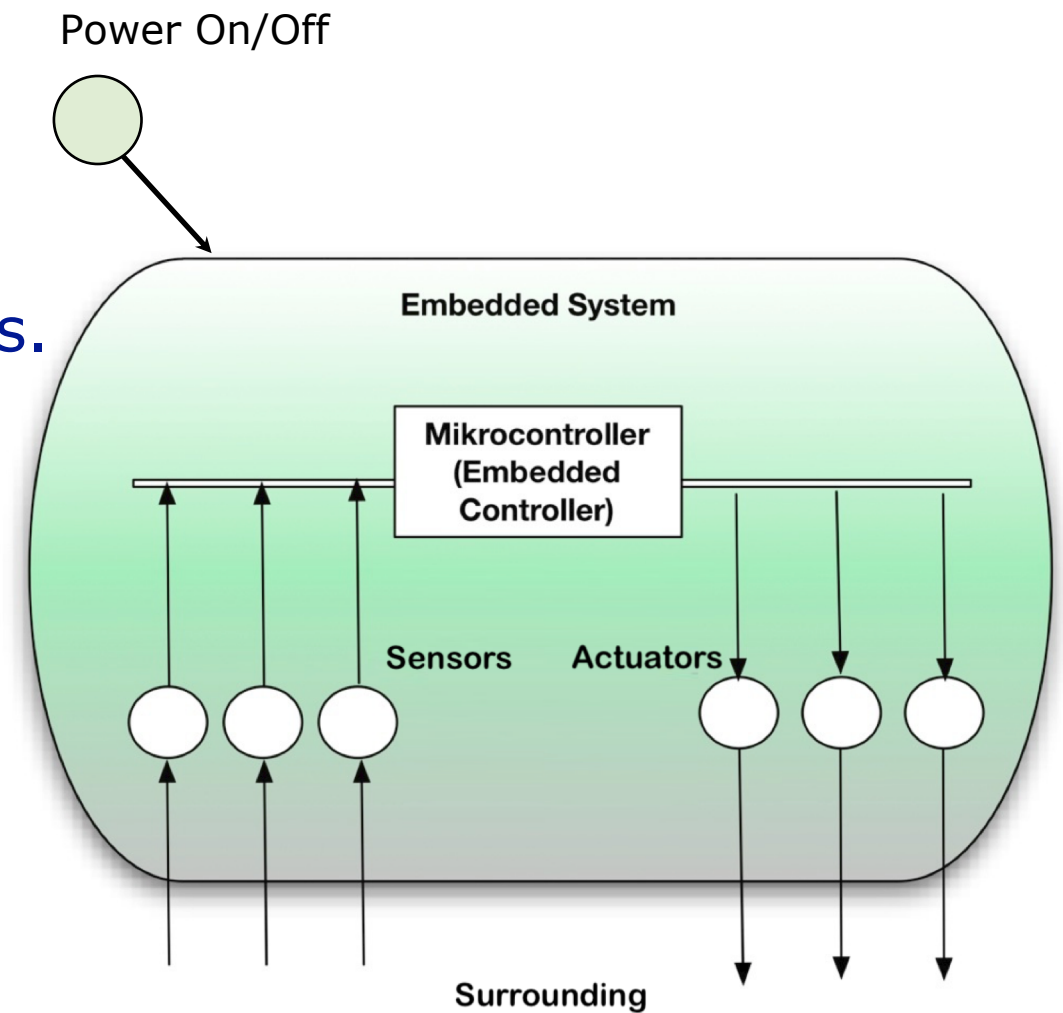 Power On/Off
Embedded System
s.
Mikrocontroller
(Embedded
Controller)
Sensors Actuators
Surrounding